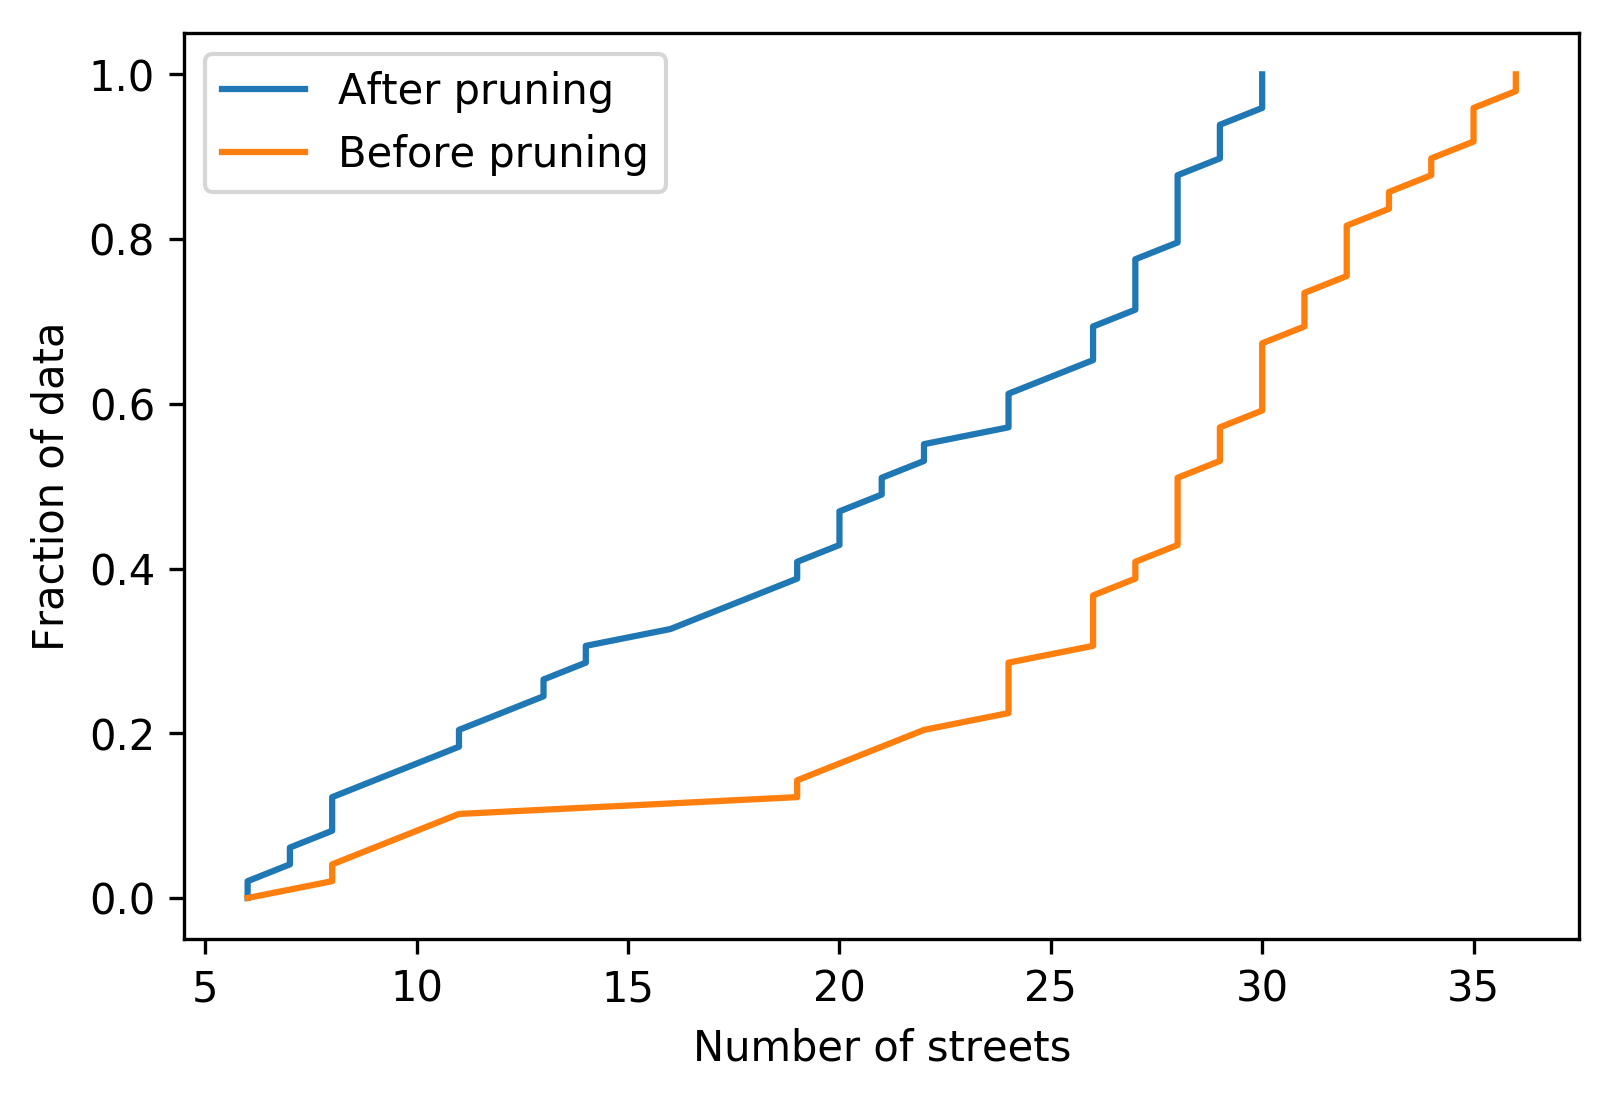 After pruning
Before pruning
1.0
0.8
0.6
0.4
0.2
0.0
Fraction of data
5 10 15 20 25 30 35
Number of streets